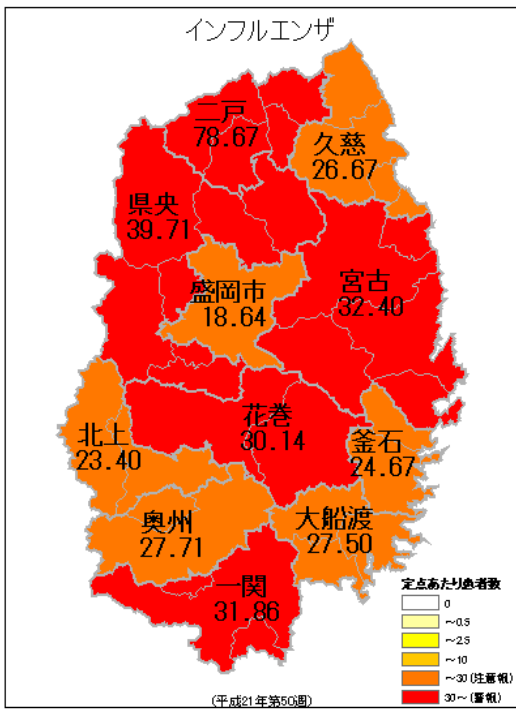 インフルエンザ
二戸
78.67
久慈
26.67
県央
39.71
盛岡市
18.64
宮古
32.40
花巻
30.14
北上
23.40
釜石
24.67
奥州
27.71
大船渡
27.50
一関
31.86
定点あたり患者数
0
～0.5
～2.5
～10
～30(注意報)
30～(警報)
(平成21年第50週)